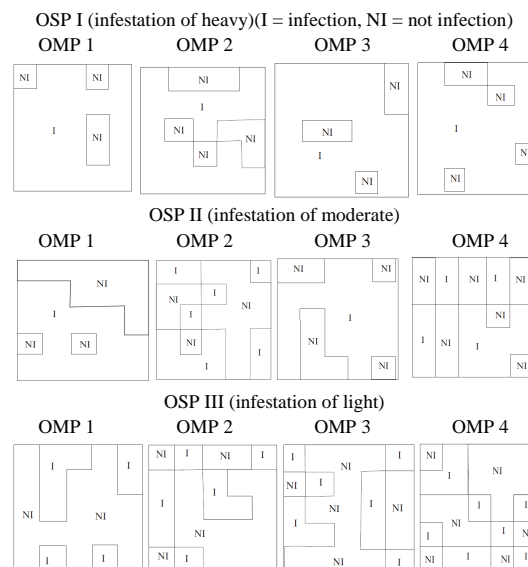 OSP I (infestation of heavy)(I = infection, NI = not infection)
OMP 1 OMP 2 OMP 3 OMP 4
NI NI NI NI NI
I NI
NI I I
I NI NI NI
NI
NI I
NI NI NI
OSP II (infestation of moderate)
OMP 1 OMP 2 OMP 3 OMP 4
I I NI NI
NI NI I NI I NI
NI I NI
I I I NI
NI NI NI NI I NI I
I NI NI
OSP III (infestation of light)
OMP 1 OMP 2 OMP 3 OMP 4
NI I NI I I I NI
I I NI I NI
NI I
I I NI I I
NI NI NI I NI I
NI I I
NI I NI I NI I NI I
I I